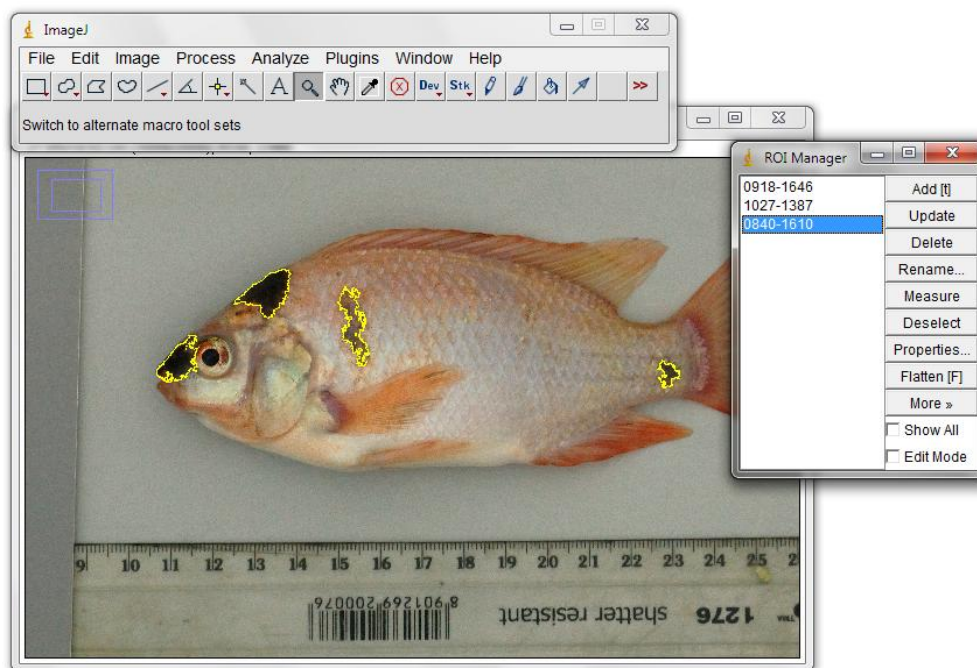 ImageJ
File Edit Image Process Analyze Plugins Window Help
A Dev Stk >>
Switch to alternate macro tool sets
ROI Manager
0918-1646
1027-1387
0840-1610
Add [t]
Update
Delete
Rename...
Measure
Deselect
Properties...
Flatten [F]
More »
Show All
Edit Mode
9 10 11 12 13 14 15 16 17 18 19 20 21 22 23 24 25
1276 shatter resistant
8 901269 200076